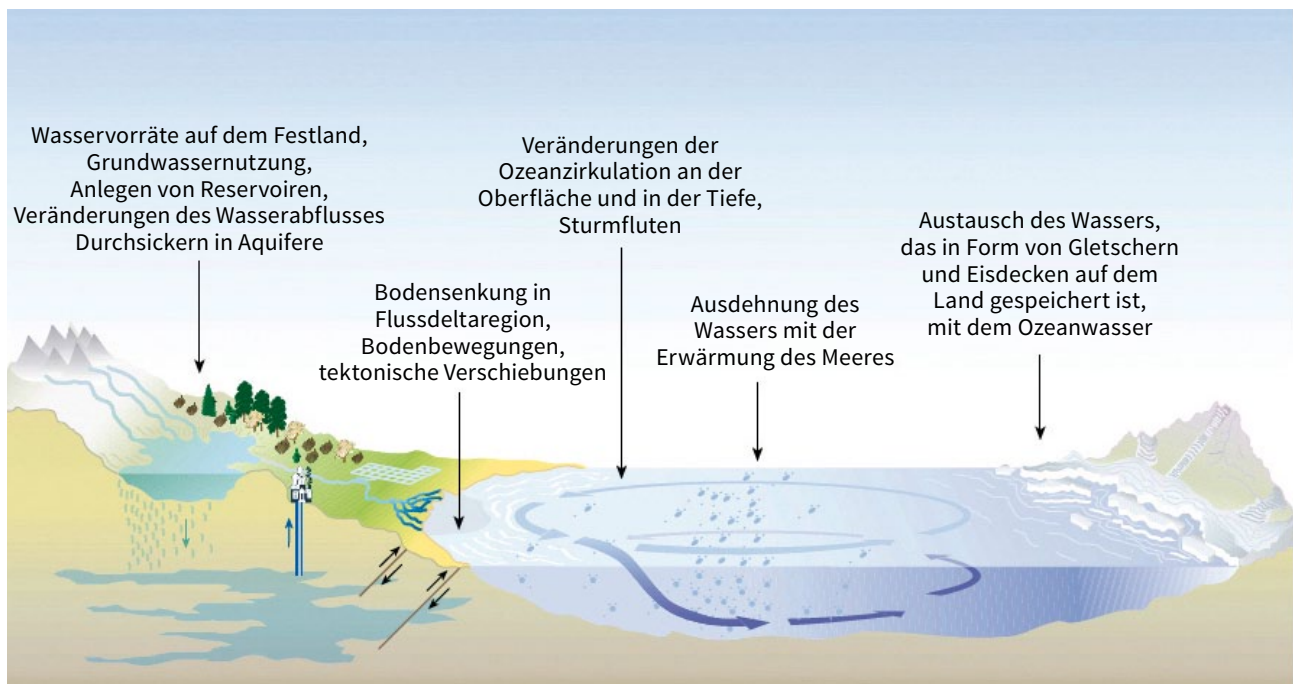 Wasservorräte auf dem Festland,
Grundwassernutzung,
Anlegen von Reservoiren,
Veränderungen des Wasserabflusses
Durchsickern in Aquifere
Bodensenkung in
Flussdeltaregion,
Bodenbewegungen,
tektonische Verschiebungen
Veränderungen der
Ozeanzirkulation an der
Oberfläche und in der Tiefe,
Sturmfluten
Ausdehnung des
Wassers mit der
Erwärmung des Meeres
Austausch des Wassers,
das in Form von Gletschern
und Eisdecken auf dem
Land gespeichert ist,
mit dem Ozeanwasser